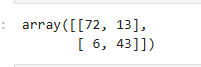 : array([[72, 13],
[ 6, 43]])